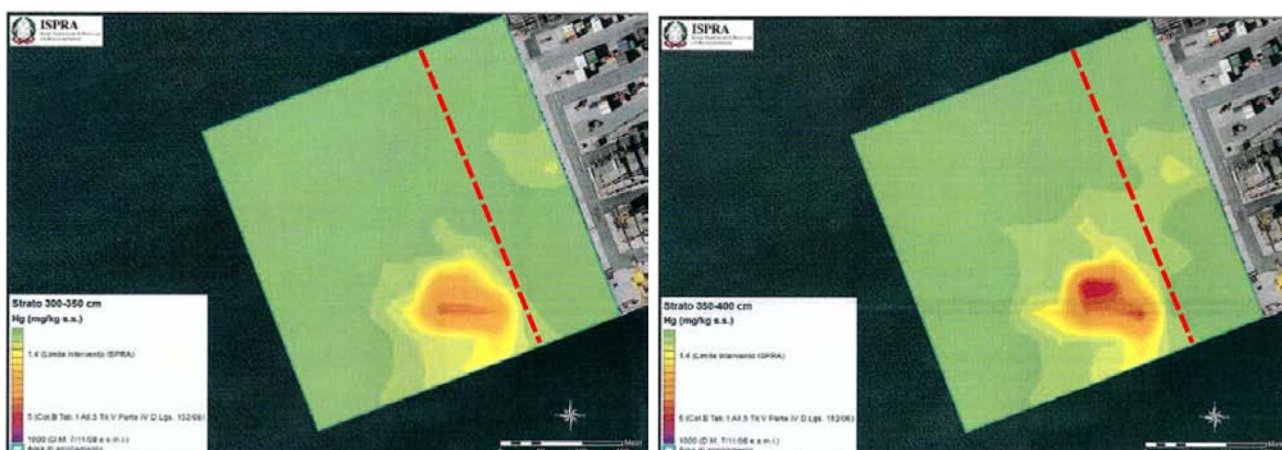 ISPRA
Strato 300-350 cm
Hg (mg/kg s.s.)
1.4 (Limite intervento ISPRA)
5 (Col.B Tab.1 All.5 Tit.V Parte IV D.Lgs. 152/06)
1000 (D.M. 7/11/08 e s.m.i.)
ISPRA
Strato 350-400 cm
Hg (mg/kg s.s.)
1.4 (Limite intervento ISPRA)
5 (Col.B Tab.1 All.5 Tit.V Parte IV D.Lgs. 152/06)
1000 (D.M. 7/11/08 e s.m.i.)